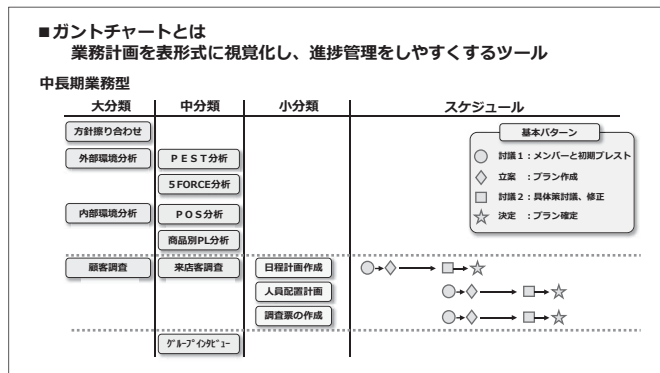 ■ガントチャートとは
業務計画を表形式に視覚化し、進捗管理をしやすくするツール
中長期業務型
大分類 中分類 小分類 スケジュール
方針擦り合わせ
基本パターン
外部環境分析 ＰＥＳＴ分析
討議１：メンバーと初期ブレスト
５FORCE分析
立案 ：プラン作成
討議２：具体策討議、修正
内部環境分析 ＰＯＳ分析
決定 ：プラン確定
商品別PL分析
顧客調査 来店客調査 日程計画作成
人員配置計画
調査票の作成
ｸﾞﾙｰﾌﾟｲﾝﾀﾋﾞｭｰ